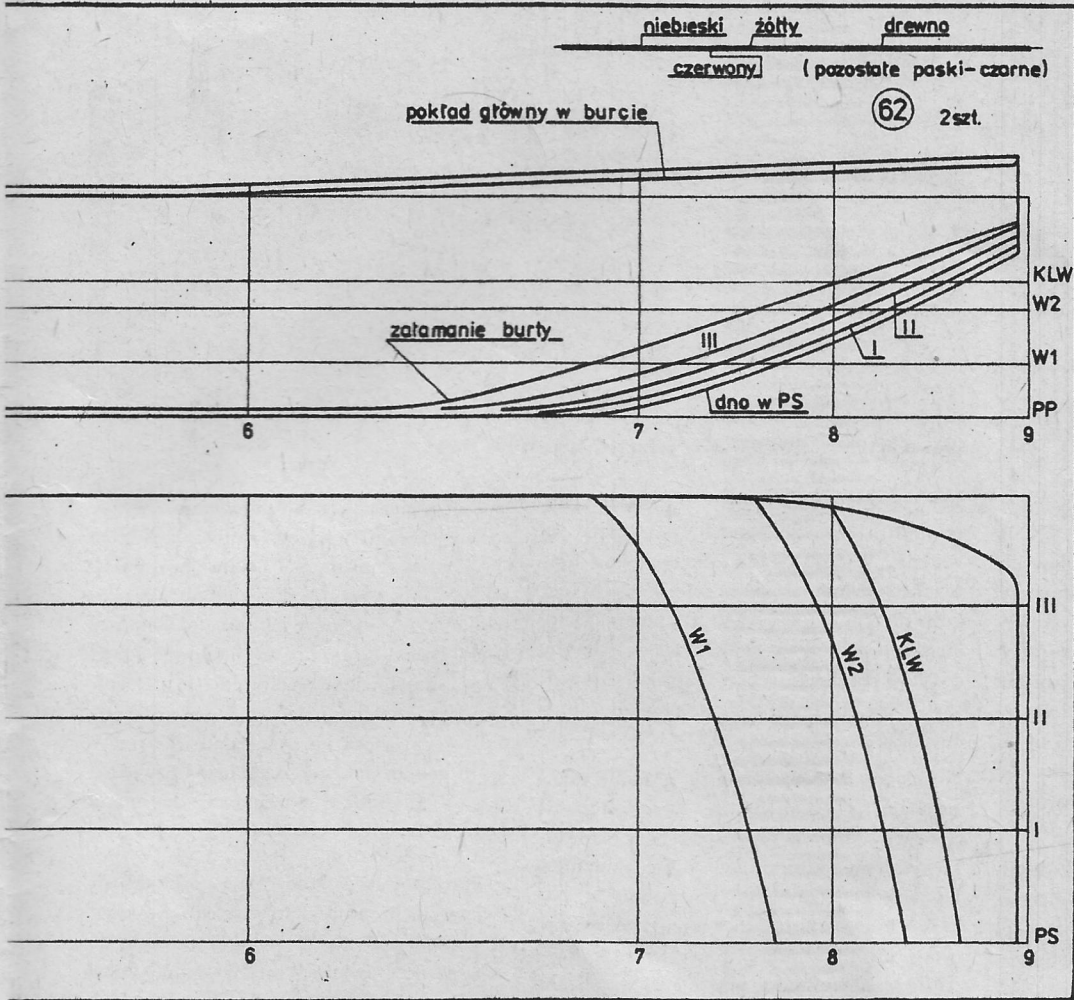 niebieski żółty drewno
czerwony (pozostałe paski-czarne)
62 2szt.
pokład główny w burcie
KLW
W2
załamanie burty
II
III
I
W1
dno w PS
PP
6 7 8 9
III
W1 W2 KLW
II
I
PS
6 7 8 9